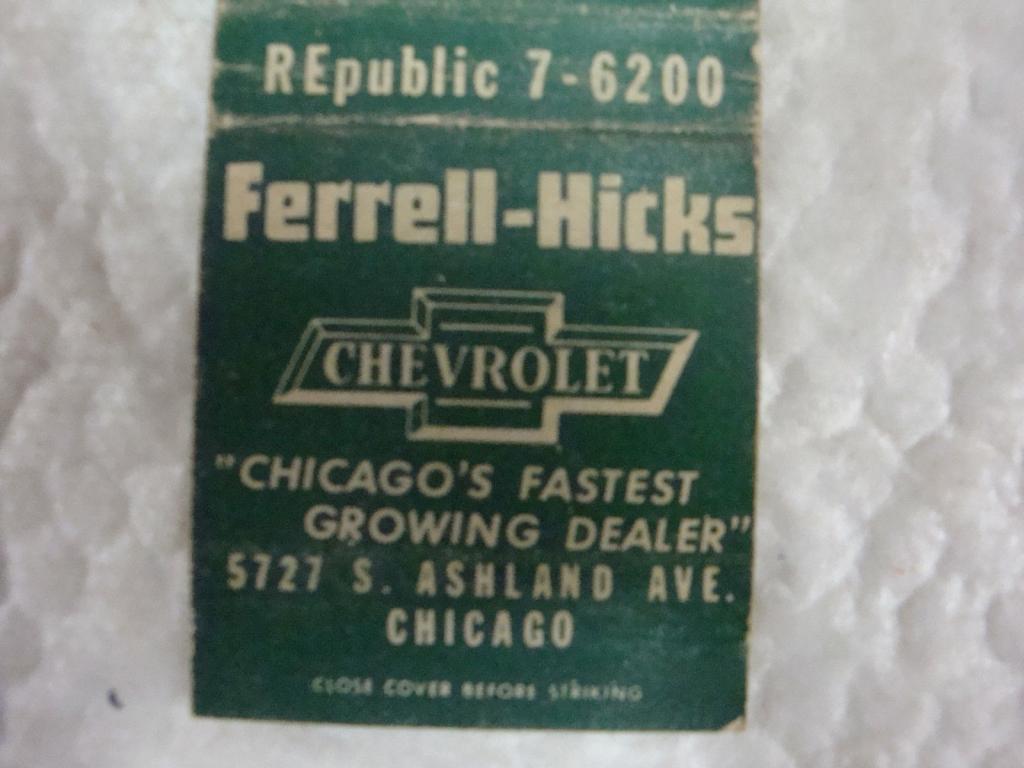 REpublic 7-6200
Ferrell-Hicks
CHEVROLET
"CHICAGO'S FASTEST
GROWING DEALER"
5727 S. ASHLAND AVE.
CHICAGO
CLOSE COVER BEFORE STRIKING